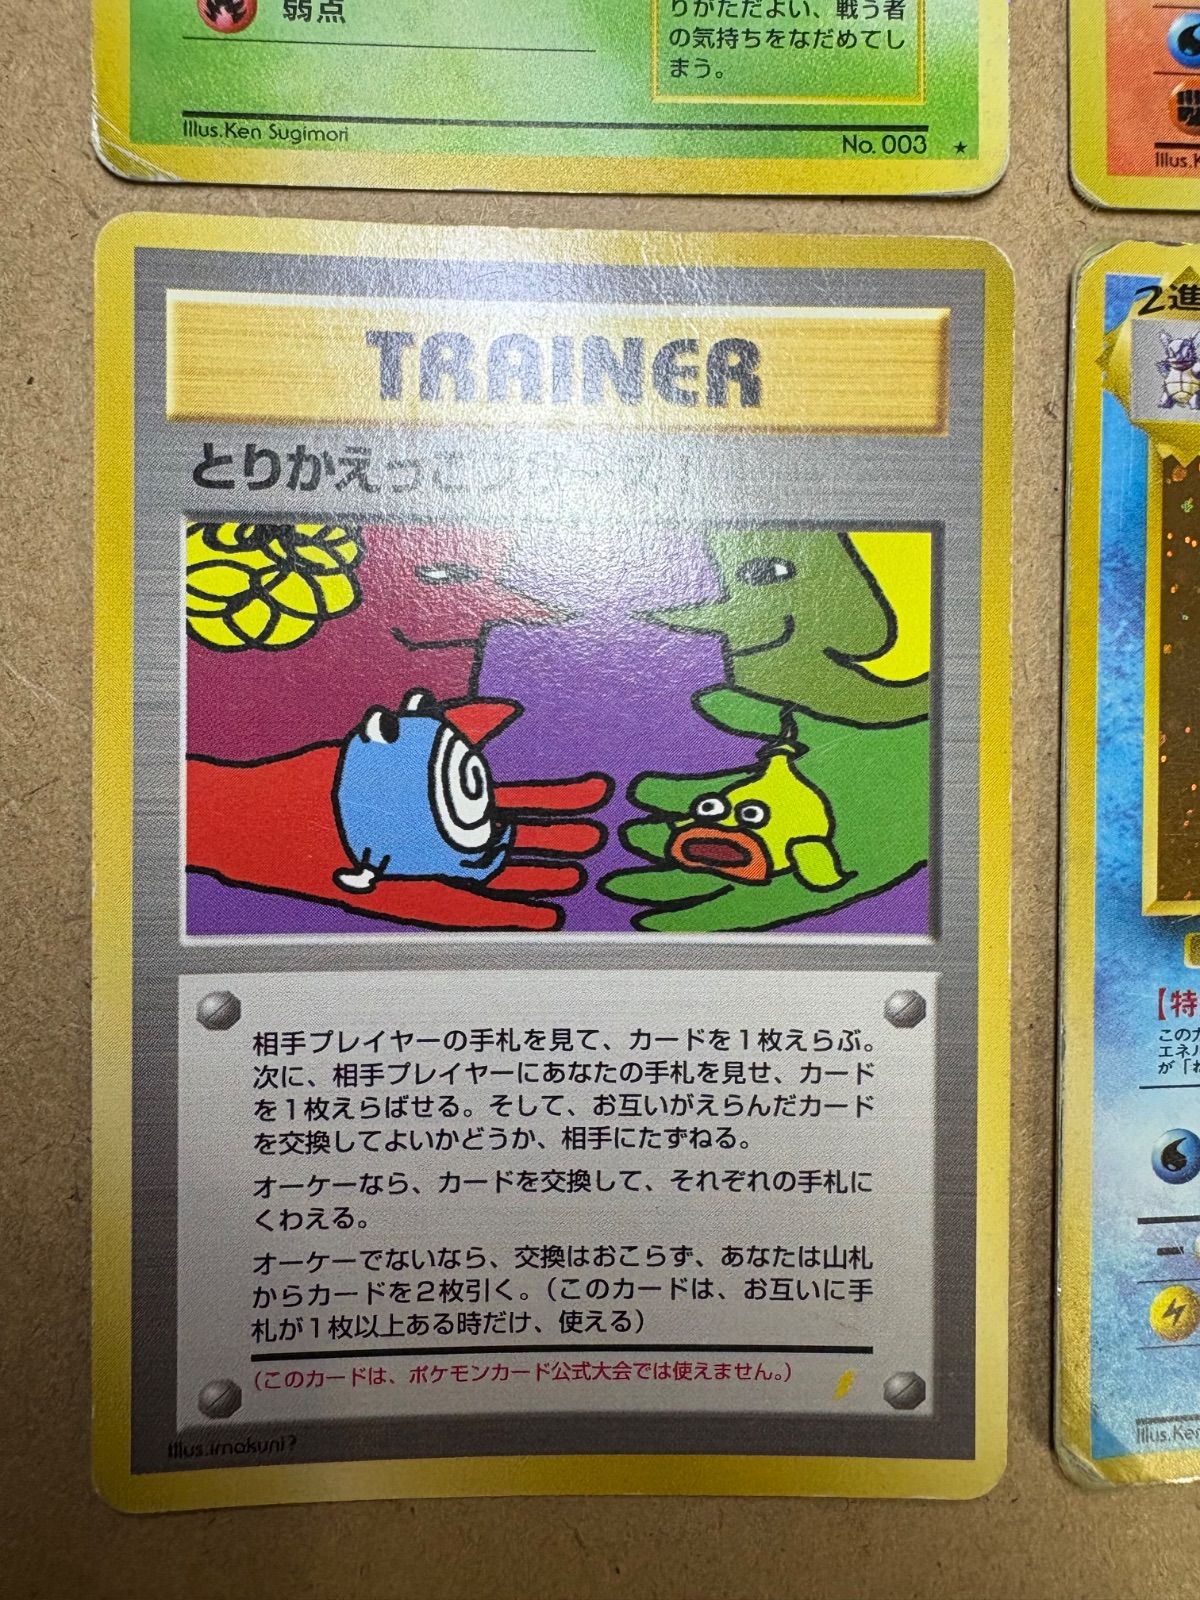 弱点
りがただよい、戦う者
の気持ちをなだめてし
まう。
Illus.Ken Sugimori
No. 003 ★
Illus.K
TRAINER
とりかえっこ
相手プレイヤーの手札を見て、カードを1枚えらぶ。
次に、相手プレイヤーにあなたの手札を見せ、カード
を1枚えらばせる。そして、お互いがえらんだカード
を交換してよいかどうか、相手にたずねる。
オーケーなら、カードを交換して、それぞれの手札に
くわえる。
オーケーでないなら、交換はおこらず、あなたは山札
からカードを2枚引く。(このカードは、お互いに手
札が1枚以上ある時だけ、使える)
(このカードは、ポケモンカード公式大会では使えません。)
Illus.imakuni?
2進
【特
この力
エネル
が「ね
Illus.Ken